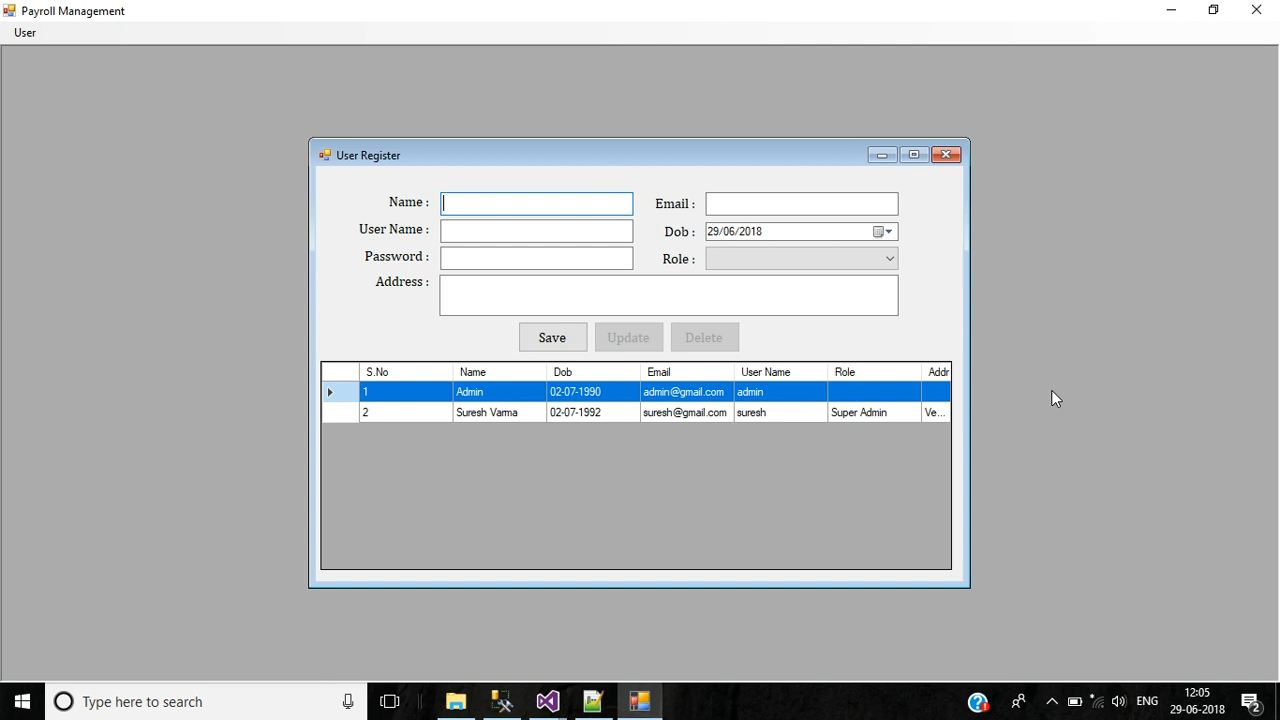 Payroll Management
User
User Register
Name :
Email :
User Name :
Dob :
29/06/2018
Password :
Role :
Address :
Save
Update
Delete
S.No Name Dob Email User Name Role Addr
1 Admin 02-07-1990 admin@gmail.com admin
2 Suresh Varma 02-07-1992 suresh@gmail.com suresh Super Admin Ve...
Type here to search
ENG
12:05
29-06-2018
2